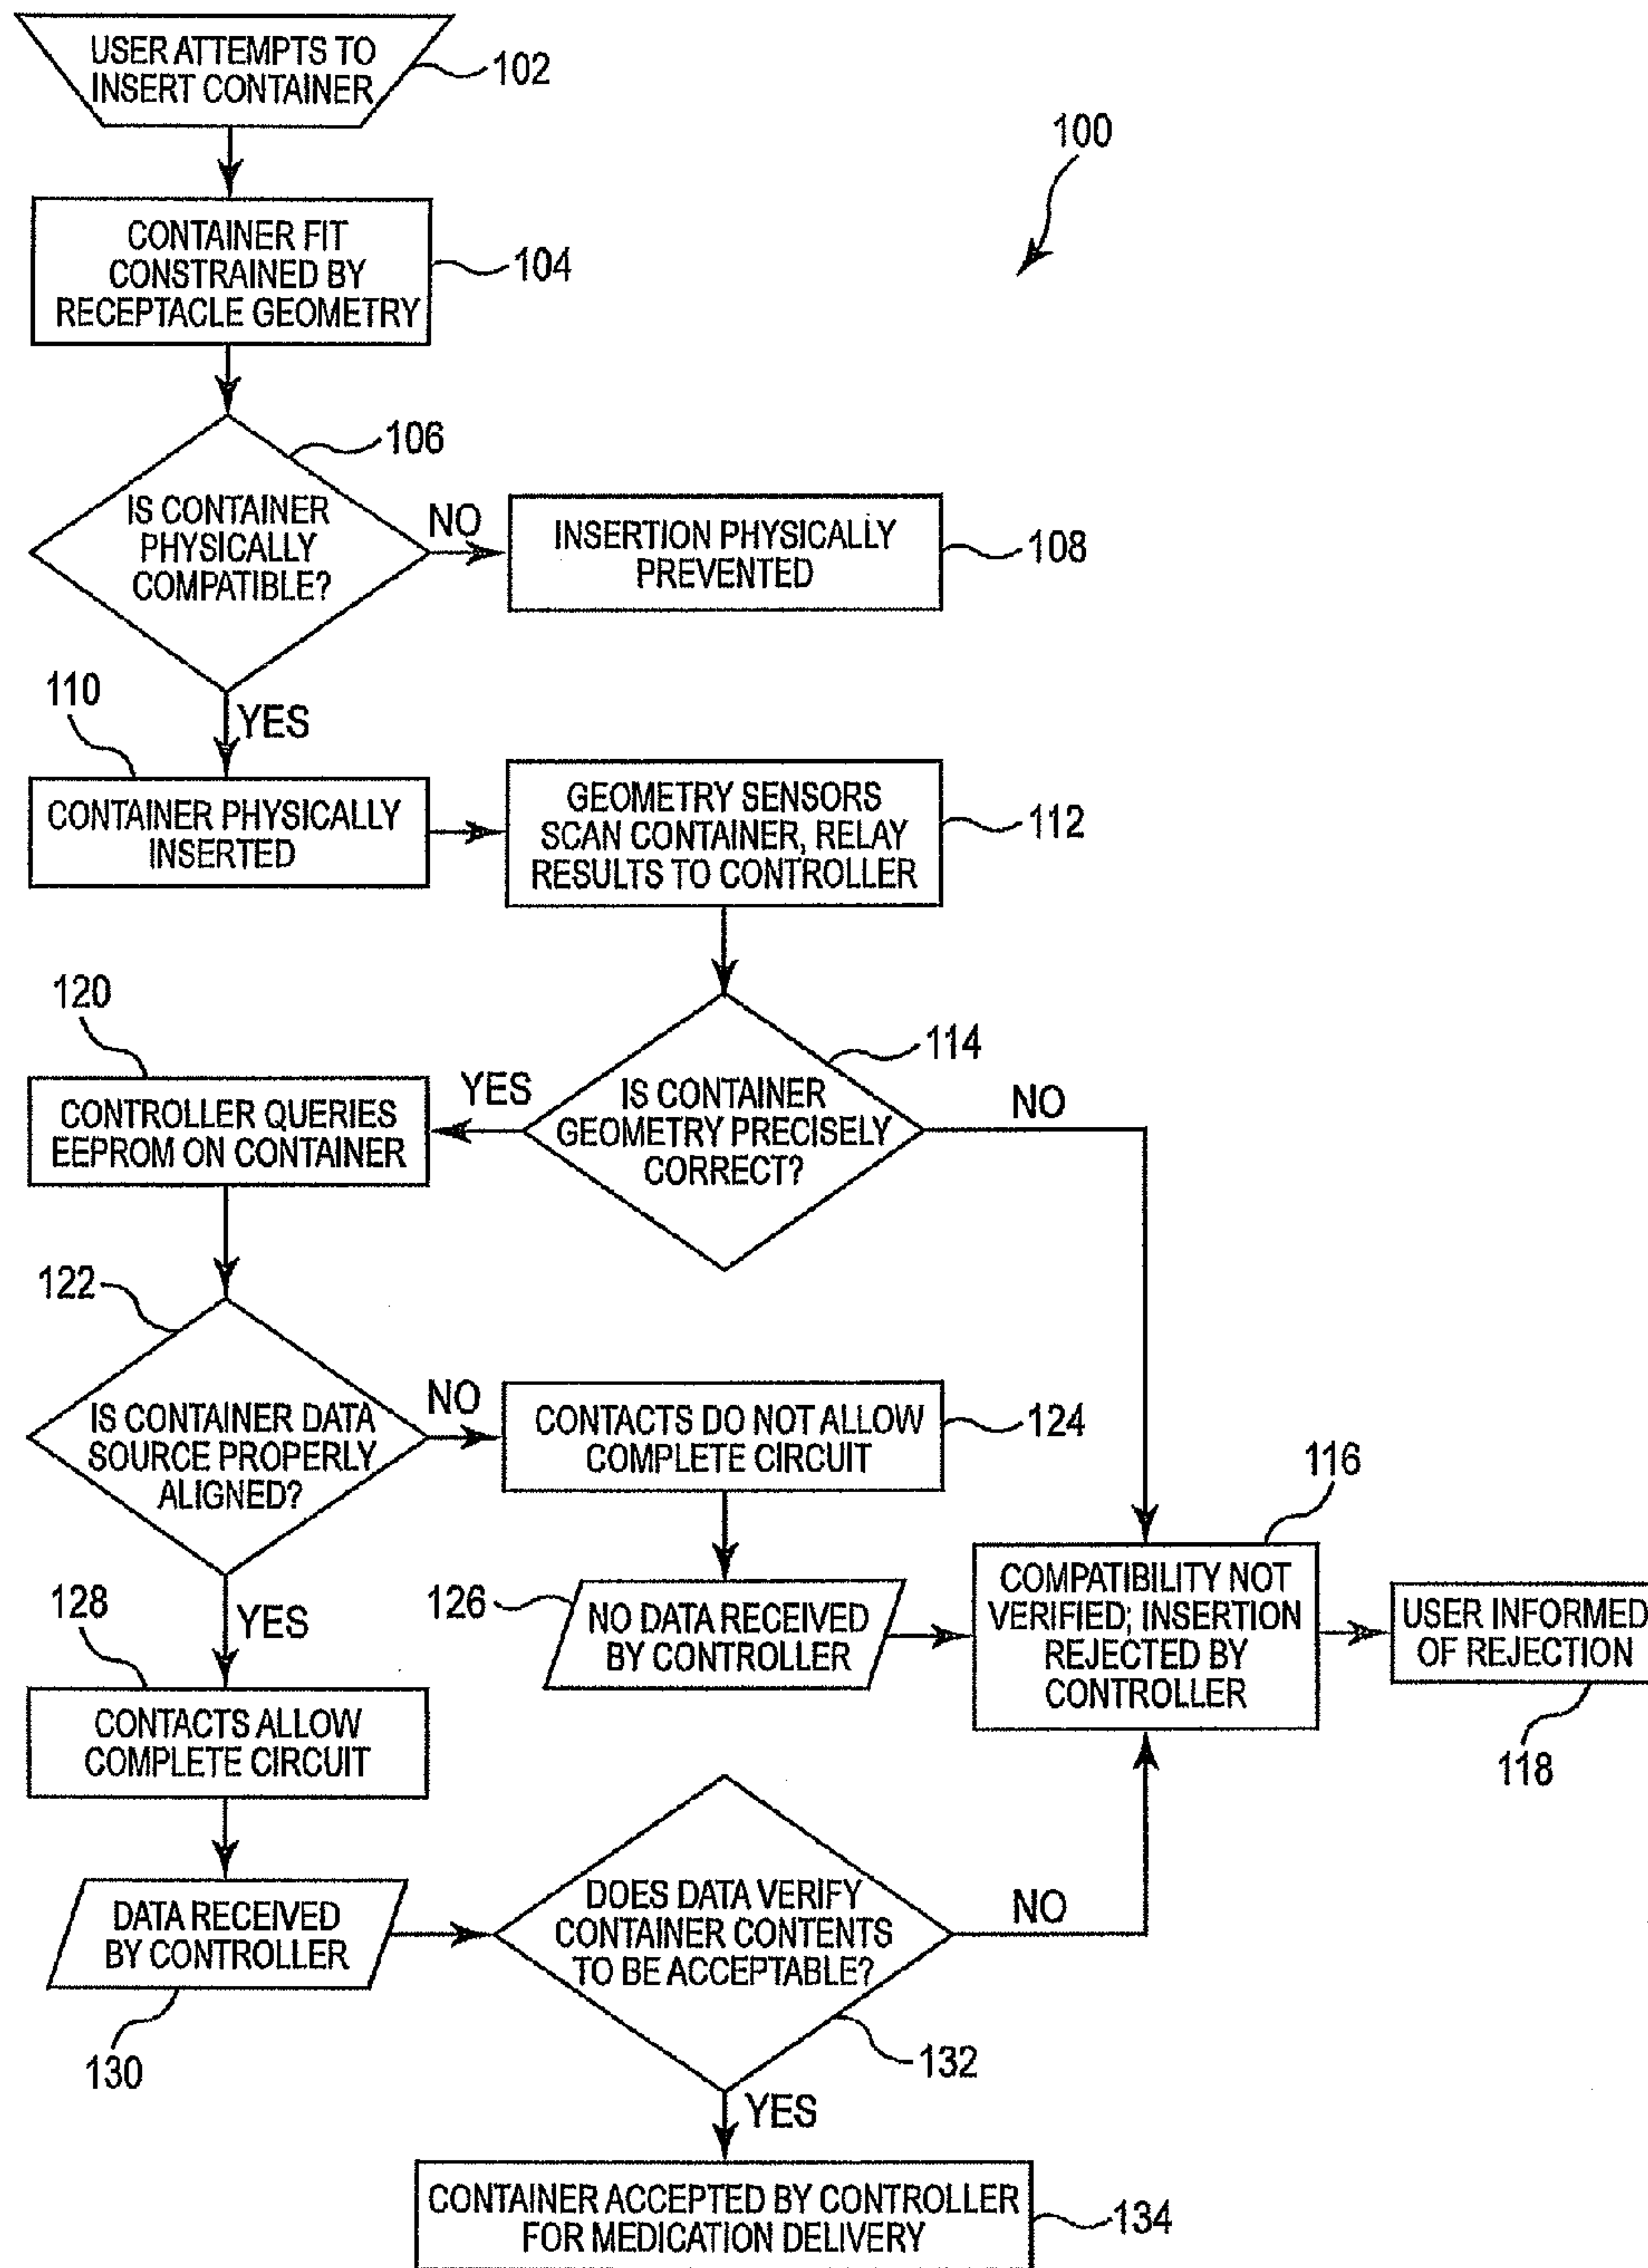 USER ATTEMPTS TO
INSERT CONTAINER
102
100
CONTAINER FIT
CONSTRAINED BY
RECEPTACLE GEOMETRY
104
106
IS CONTAINER
PHYSICALLY
COMPATIBLE?
NO
INSERTION PHYSICALLY
PREVENTED
108
YES
110
CONTAINER PHYSICALLY
INSERTED
GEOMETRY SENSORS
SCAN CONTAINER, RELAY
RESULTS TO CONTROLLER
112
114
IS CONTAINER
GEOMETRY PRECISELY
CORRECT?
YES
NO
120
CONTROLLER QUERIES
EEPROM ON CONTAINER
122
IS CONTAINER DATA
SOURCE PROPERLY
ALIGNED?
NO
CONTACTS DO NOT ALLOW
COMPLETE CIRCUIT
124
126
NO DATA RECEIVED
BY CONTROLLER
116
COMPATIBILITY NOT
VERIFIED; INSERTION
REJECTED BY
CONTROLLER
USER INFORMED
OF REJECTION
118
YES
128
CONTACTS ALLOW
COMPLETE CIRCUIT
DATA RECEIVED
BY CONTROLLER
130
DOES DATA VERIFY
CONTAINER CONTENTS
TO BE ACCEPTABLE?
NO
132
YES
CONTAINER ACCEPTED BY CONTROLLER
FOR MEDICATION DELIVERY
134